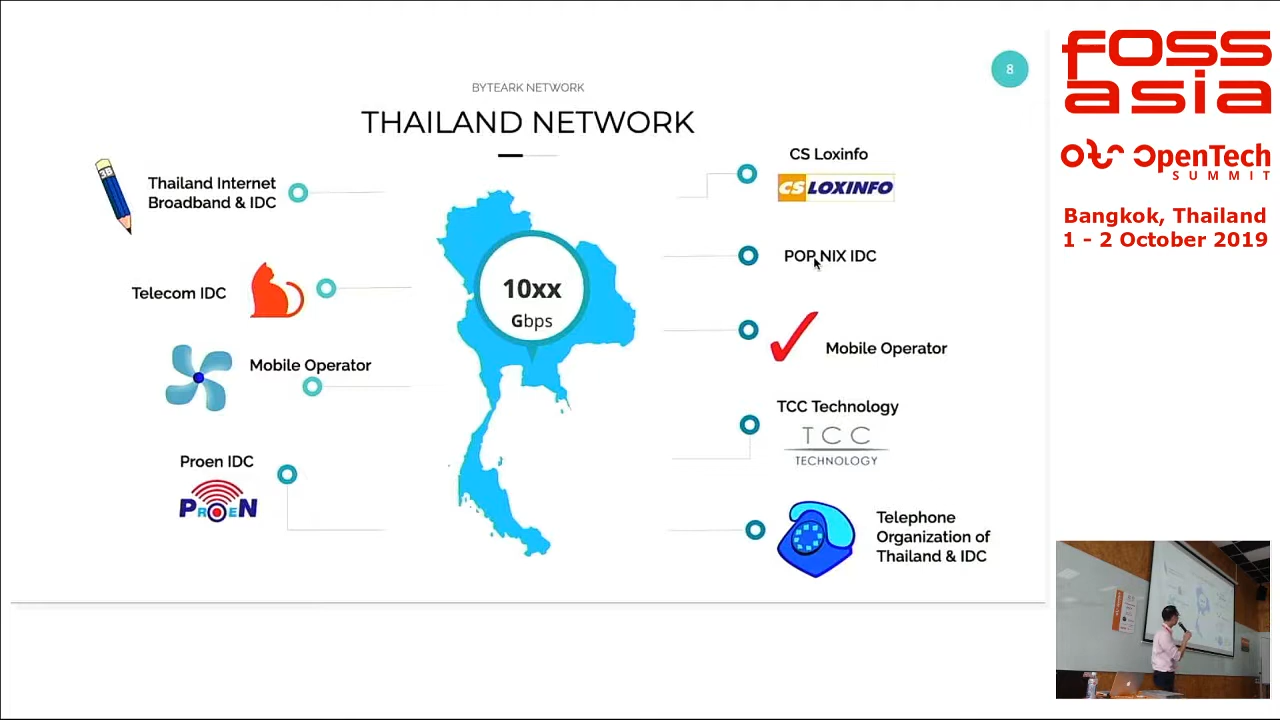 8
BYTEARK NETWORK
THAILAND NETWORK
3B
Thailand Internet
Broadband & IDC
Telecom IDC
Mobile Operator
Proen IDC
PROEN
10xx
Gbps
CS Loxinfo
CS LOXINFO
POP NIX IDC
Mobile Operator
TCC Technology
TCC
TECHNOLOGY
Telephone
Organization of
Thailand & IDC
FOSS
asia
OpenTech
SUMMIT
Bangkok, Thailand
1 - 2 October 2019